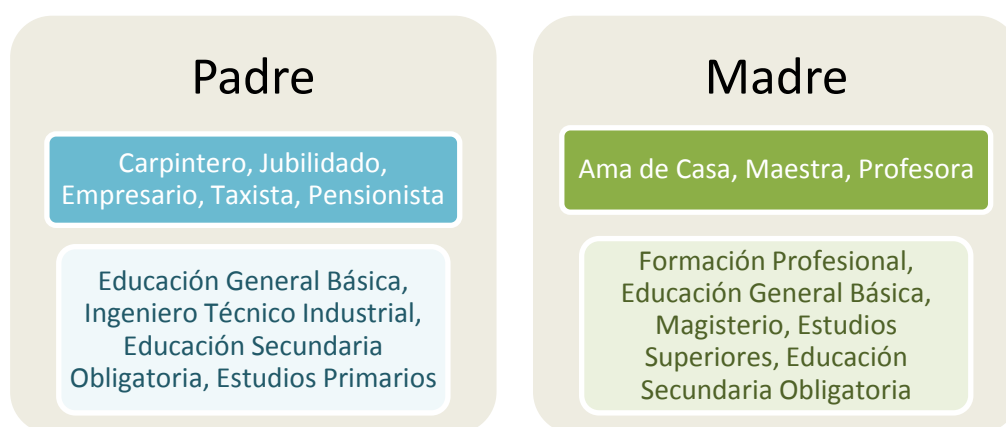 Padre
Carpintero, Jubilidado,
Empresario, Taxista, Pensionista
Educación General Básica,
Ingeniero Técnico Industrial,
Educación Secundaria
Obligatoria, Estudios Primarios
Madre
Ama de Casa, Maestra, Profesora
Formación Profesional,
Educación General Básica,
Magisterio, Estudios
Superiores, Educación
Secundaria Obligatoria